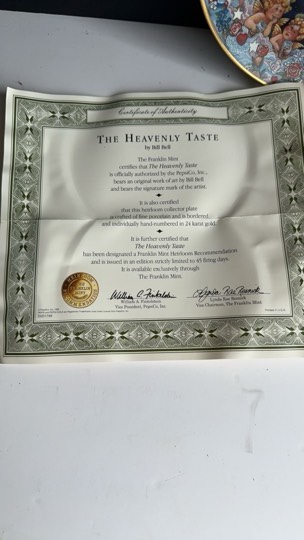 Certificate of Authenticity
THE HEAVENLY TASTE
by Bill Bell
The Franklin Mint
certifies that The Heavenly Taste
is officially authorized by the PepsiCo, Inc.,
bears an original work of art by Bill Bell
and bears the signature mark of the artist.
It is also certified
that this heirloom collector plate
is crafted of fine porcelain and is bordered
and individually hand-numbered in 24 karat gold.
It is further certified that
The Heavenly Taste
has been designated a Franklin Mint Heirloom Recommendation
and is issued in an edition strictly limited to 45 firing days.
It is available exclusively through
The Franklin Mint.
William S. Finkelstein
Vice President, PepsiCo, Inc.
Lynda Rae Resnick
Vice Chairman, The Franklin Mint